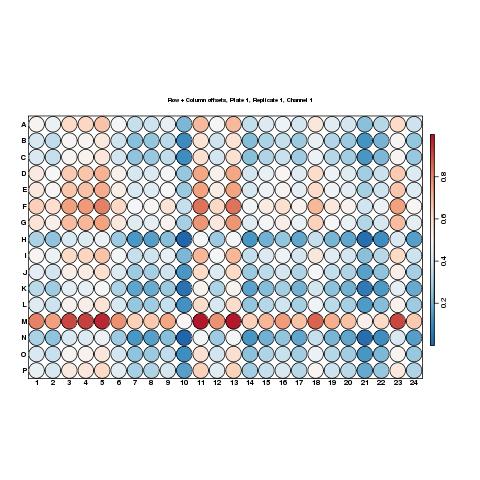 Row + Column offsets, Plate 1, Replicate 1, Channel 1
A
B
C
D
E
F
G
H
I
J
K
L
M
N
O
P
1 2 3 4 5 6 7 8 9 10 11 12 13 14 15 16 17 18 19 20 21 22 23 24
0.8
0.6
0.4
0.2